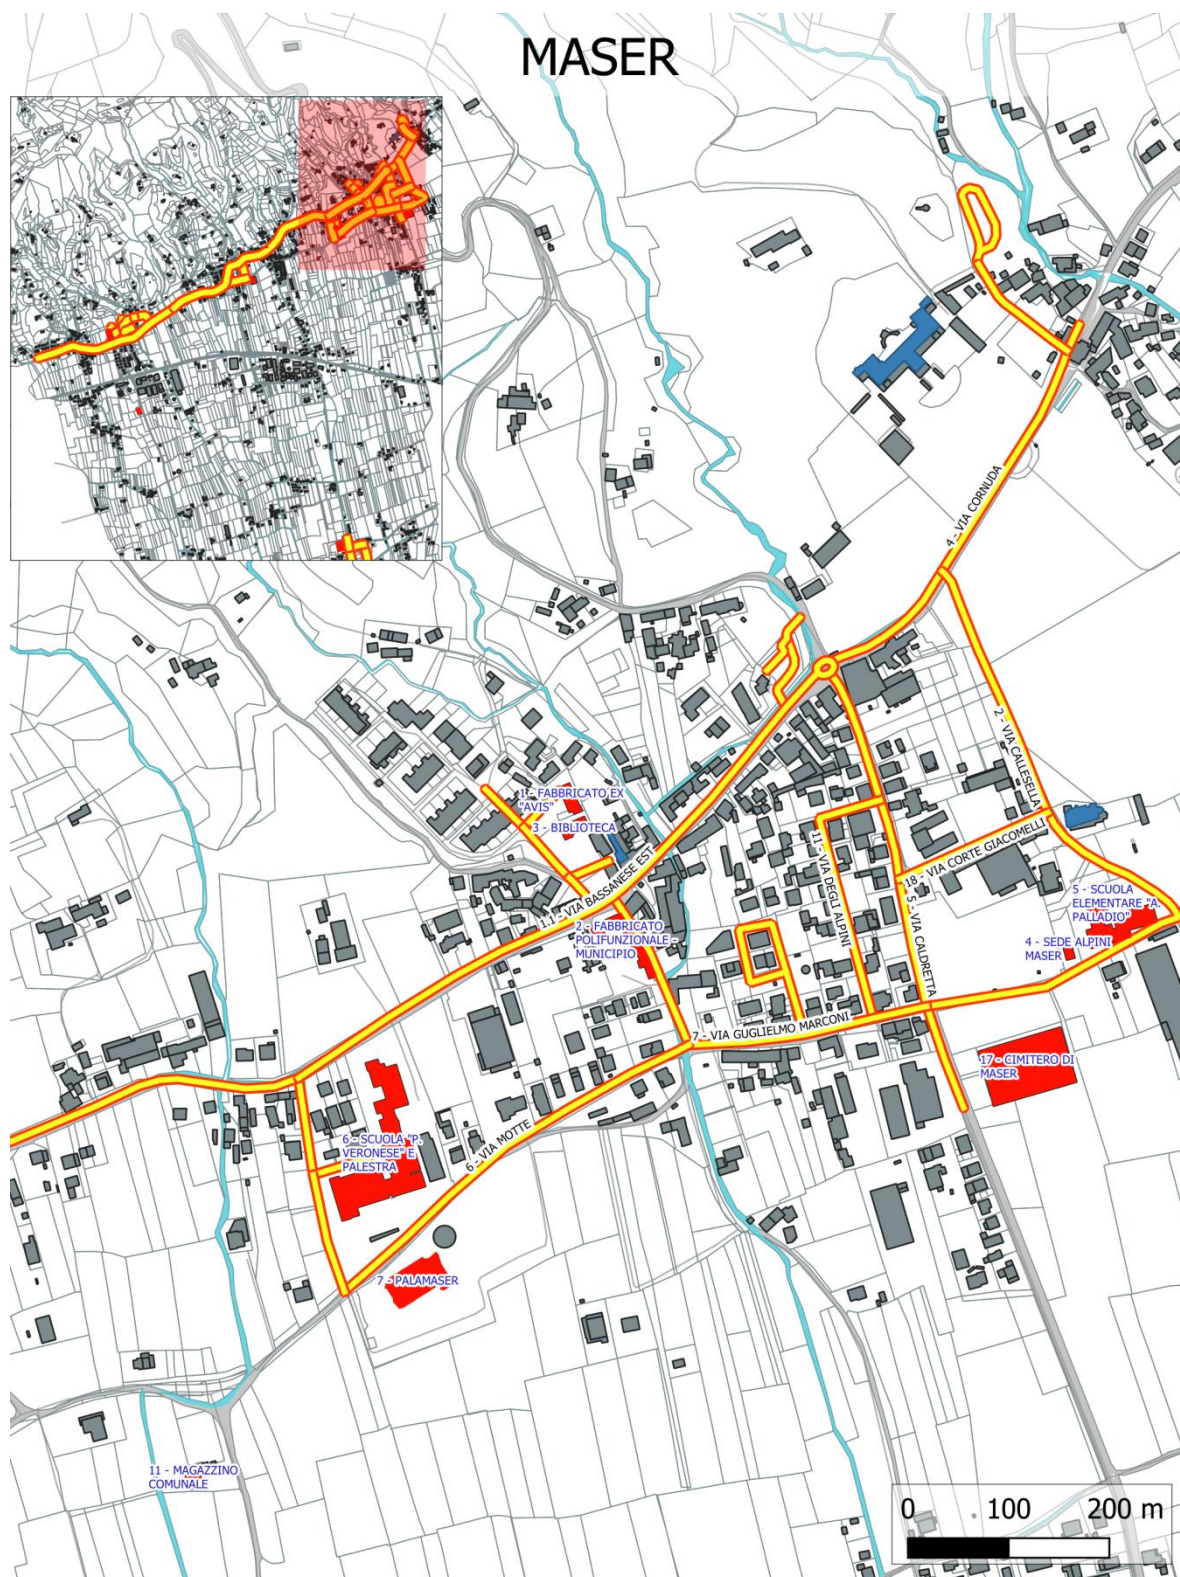 MASER
4 - VIA CORNUDA
2 - VIA CALLESELLA
1 - FABBRICATO EX
"AVIS"
3 - BIBLIOTECA
1.1 - VIA BASSANESE EST
11 - VIA DEGLI ALPINI
18 - VIA CORTE GIACOMELLI
5 - VIA CALDRETTA
5 - SCUOLA
ELEMENTARE "A.
PALLADIO"
2 - FABBRICATO
POLIFUNZIONALE -
MUNICIPIO
4 - SEDE ALPINI
MASER
7 - VIA GUGLIELMO MARCONI
17 - CIMITERO DI
MASER
6 - SCUOLA "P.
VERONESE" E
PALESTRA
6 - VIA MOTTE
7 - PALAMASER
11 - MAGAZZINO
COMUNALE
0 100 200 m